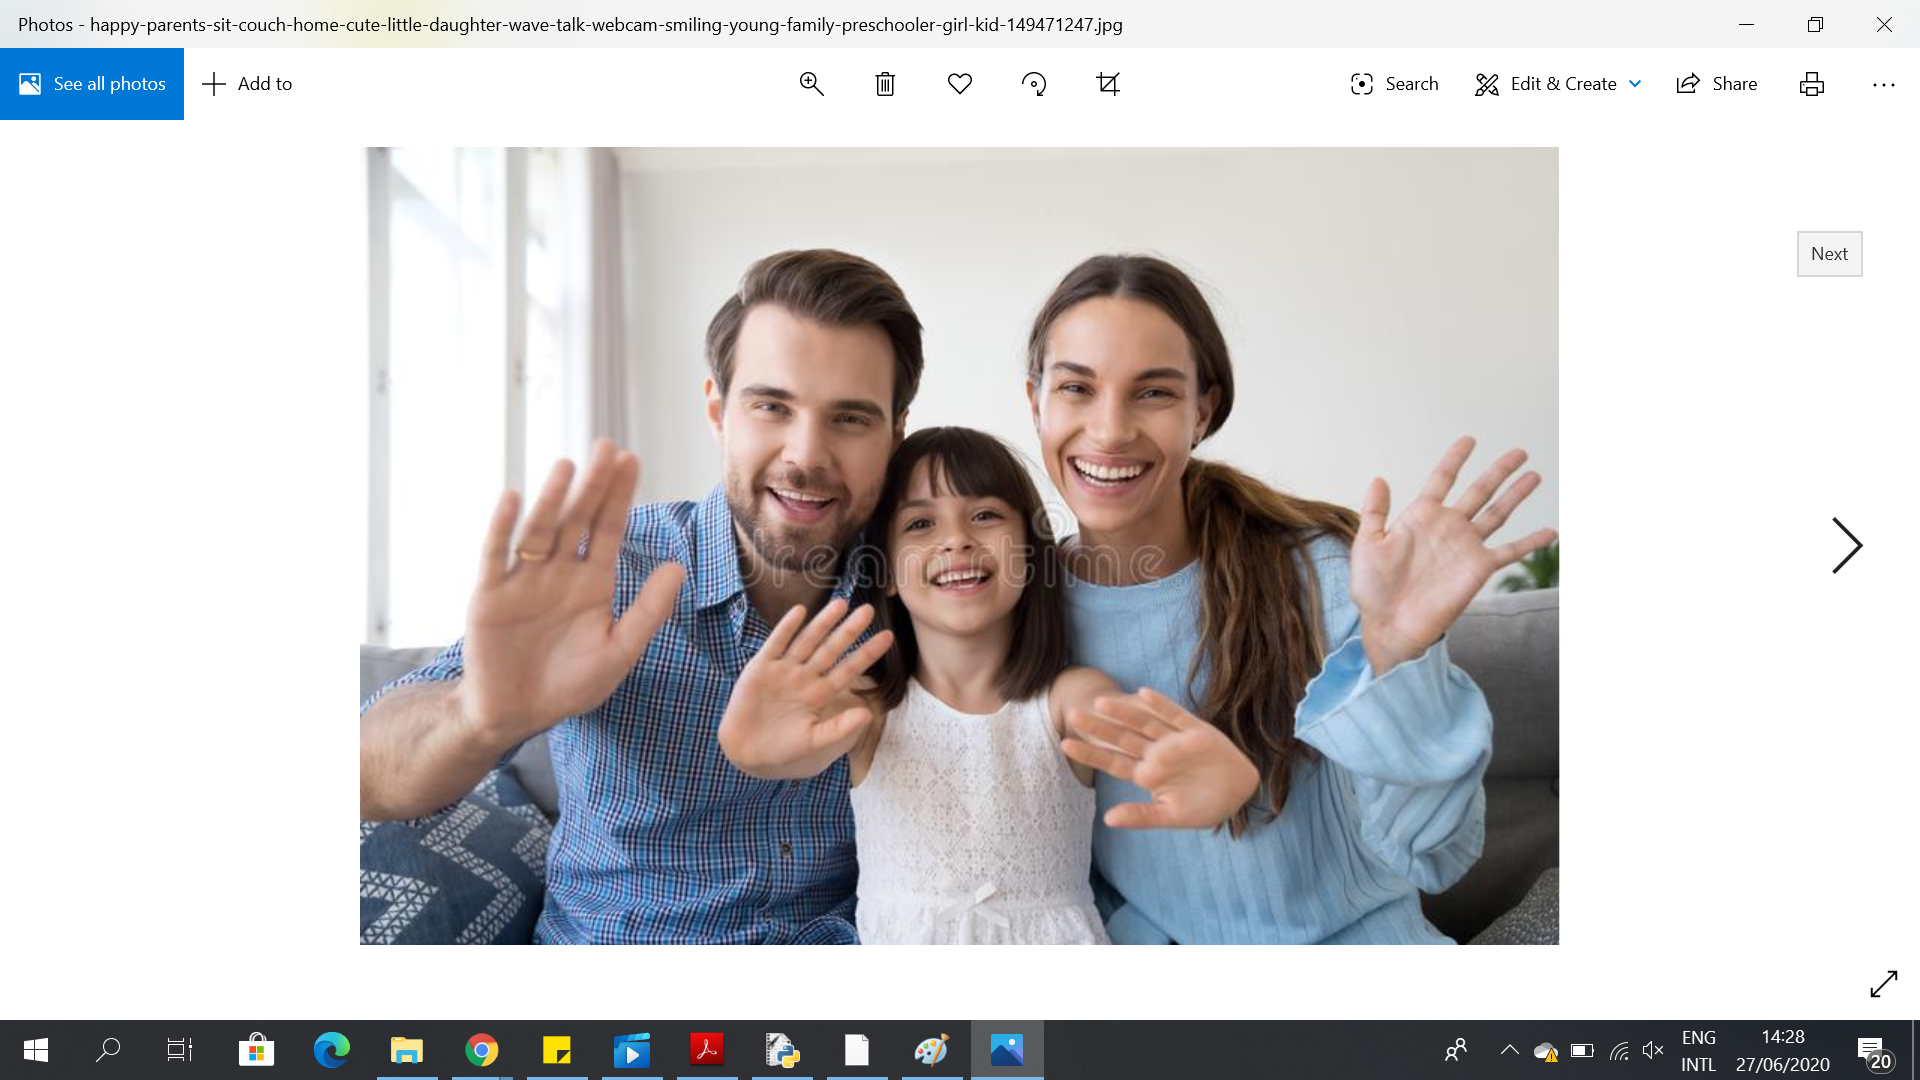 Photos - happy-parents-sit-couch-home-cute-little-daughter-wave-talk-webcam-smiling-young-family-preschooler-girl-kid-149471247.jpg
See all photos
Add to
Search
Edit & Create
Share
Next
dreamstime
ENG
INTL
14:28
27/06/2020
20